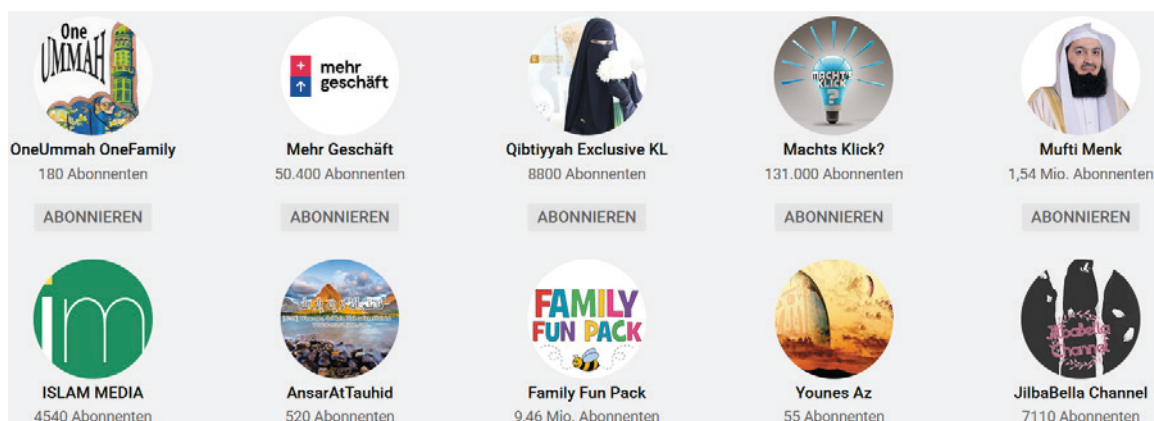 One
UMMAH
mehr
geschäft
MACHTS
KLICK
?
OneUmmah OneFamily
Mehr Geschäft
Qibtiyyah Exclusive KL
Machts Klick?
Mufti Menk
180 Abonnenten
50.400 Abonnenten
8800 Abonnenten
131.000 Abonnenten
1,54 Mio. Abonnenten
ABONNIEREN
ABONNIEREN
ABONNIEREN
ABONNIEREN
ABONNIEREN
im
FAMILY
FUN PACK
JilbaBella
Channel
ISLAM MEDIA
AnsarAtTauhid
Family Fun Pack
Younes Az
JilbaBella Channel
4540 Abonnenten
520 Abonnenten
9,46 Mio. Abonnenten
55 Abonnenten
7110 Abonnenten